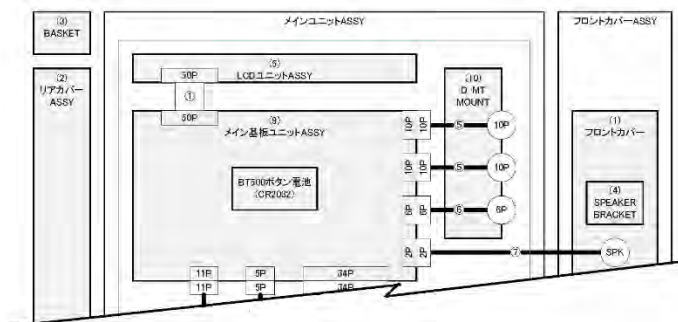 (3)
BASKET
(2)
リアカバー
ASSY
メインユニットASSY
(5)
LCDユニットASSY
50P
①
50P
(9)
メイン基板ユニットASSY
BT500ボタン電池
(CR2032)
10P 10P
10P 10P
6P 6P
2P 2P
⑤
⑤
⑥
⑦
(10)
D-MT
MOUNT
10P
10P
6P
11P
11P
5P
5P
34P
34P
フロントカバーASSY
(1)
フロントカバー
(4)
SPEAKER
BRACKET
SPK